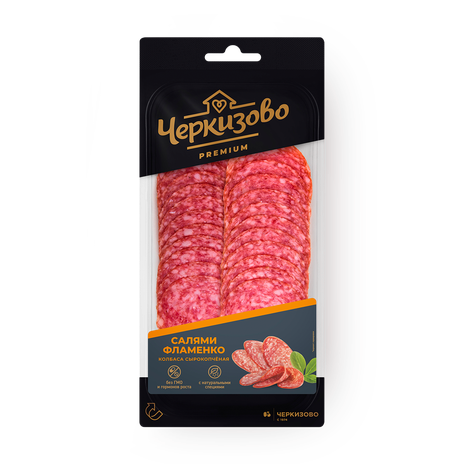 Черкизово
PREMIUM
САЛЯМИ
ФЛАМЕНКО
КОЛБАСА СЫРОКОПЧЁНАЯ
без ГМО
и гормонов роста
с натуральными
специями
ЧЕРКИЗОВО